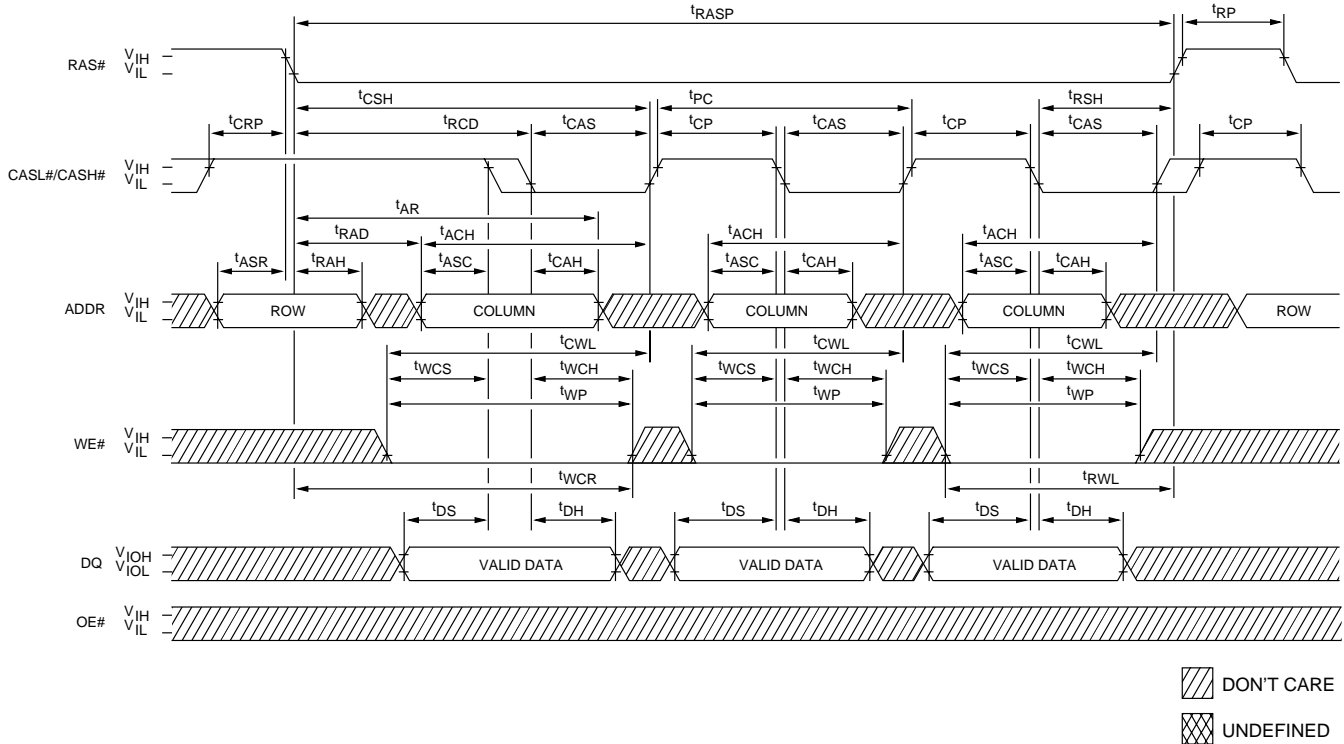 tRASP
tRP
RAS# VIH
VIL
tCSH tPC tRSH
tCRP tRCD tCAS tCP tCAS tCP tCAS tCP
CASL#/CASH# VIH
VIL
tAR
tRAD tACH tACH tACH
tASR tRAH tASC tCAH tASC tCAH tASC tCAH
ADDR VIH
VIL
ROW COLUMN COLUMN COLUMN ROW
tCWL tCWL tCWL
tWCS tWCH tWCS tWCH tWCS tWCH
tWP tWP tWP
WE# VIH
VIL
tWCR tRWL
tDS tDH tDS tDH tDS tDH
DQ VIOH
VIOL
VALID DATA VALID DATA VALID DATA
OE# VIH
VIL
DON'T CARE
UNDEFINED